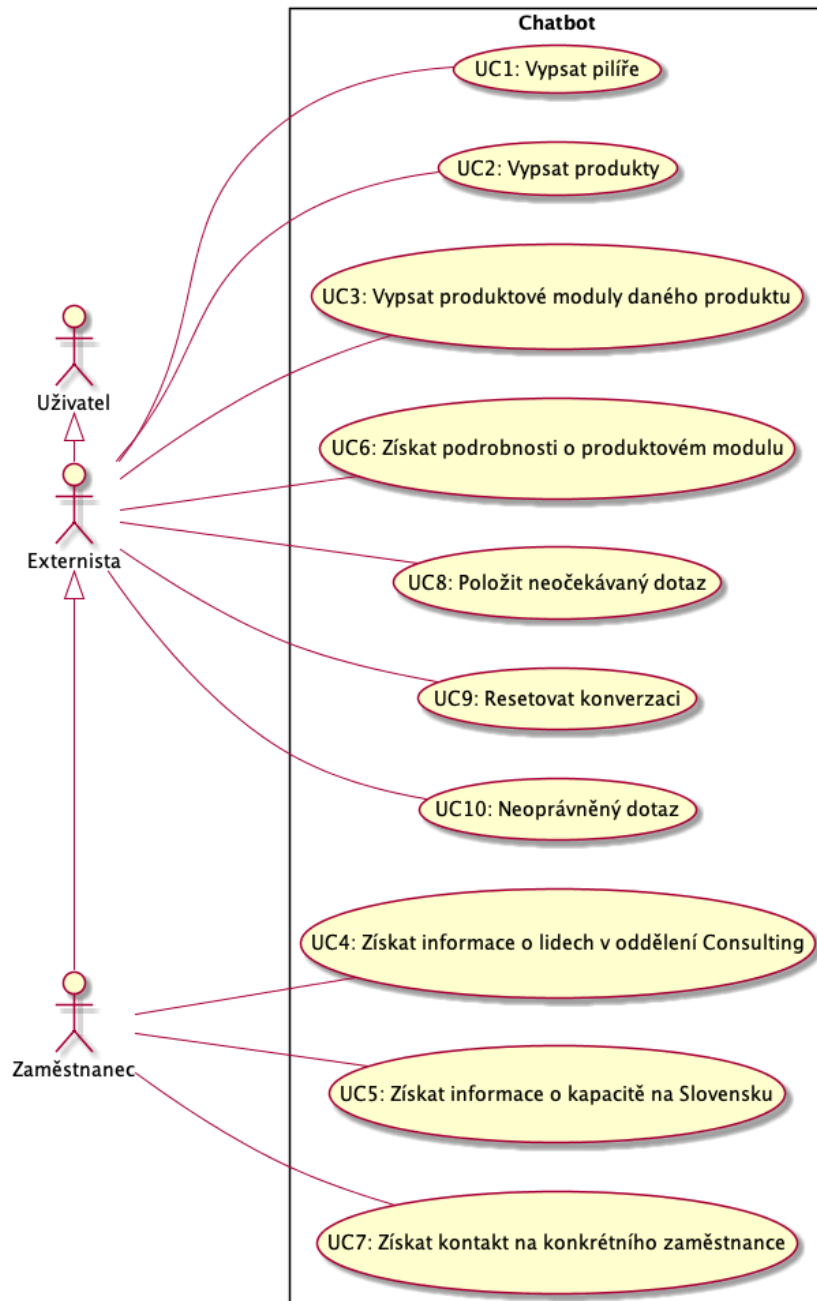 Chatbot
UC1: Vypsat pilíře
UC2: Vypsat produkty
UC3: Vypsat produktové moduly daného produktu
Uživatel
UC6: Získat podrobnosti o produktovém modulu
Externista
UC8: Položit neočekávaný dotaz
UC9: Resetovat konverzaci
UC10: Neoprávněný dotaz
UC4: Získat informace o lidech v oddělení Consulting
Zaměstnanec
UC5: Získat informace o kapacitě na Slovensku
UC7: Získat kontakt na konkrétního zaměstnance